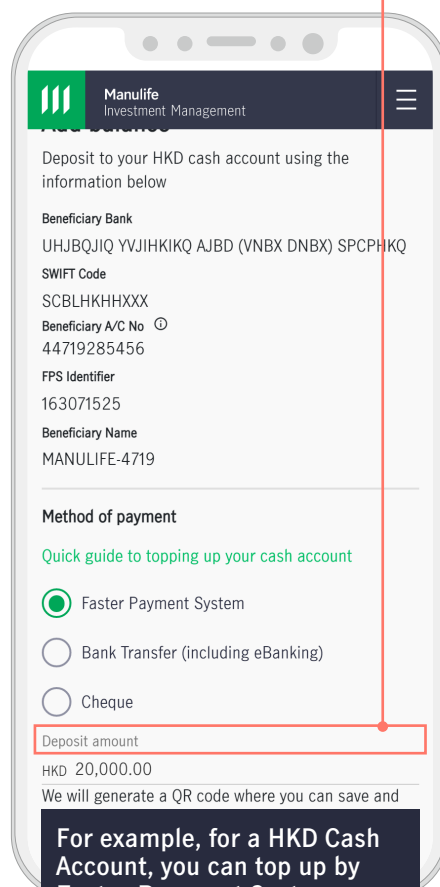 Manulife
Investment Management
Add balance
Deposit to your HKD cash account using the
information below
Beneficiary Bank
UHJBQJIQ YVJIHKIKQ AJBD (VNBX DNBX) SPCPHKQ
SWIFT Code
SCBLHKHHXXX
Beneficiary A/C No
44719285456
FPS Identifier
163071525
Beneficiary Name
MANULIFE-4719
Method of payment
Quick guide to topping up your cash account
Faster Payment System
Bank Transfer (including eBanking)
Cheque
Deposit amount
HKD 20,000.00
We will generate a QR code where you can save and
For example, for a HKD Cash
Account, you can top up by